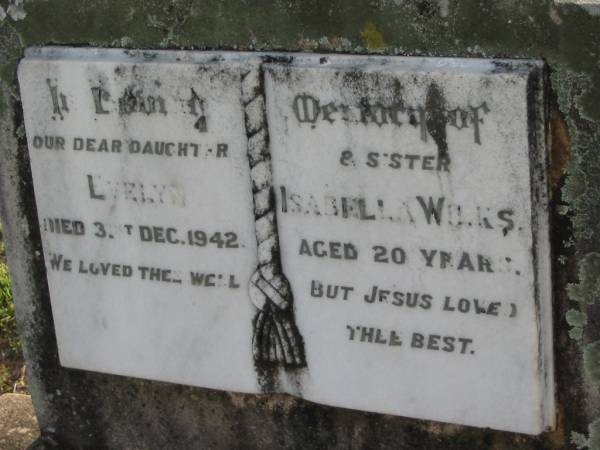 In Loving Memory of
OUR DEAR DAUGHTER & SISTER
EVELYN ISABELLA WILKS.
DIED 31ST DEC. 1942. AGED 20 YEARS.
WE LOVED THEE WELL BUT JESUS LOVED
THEE BEST.